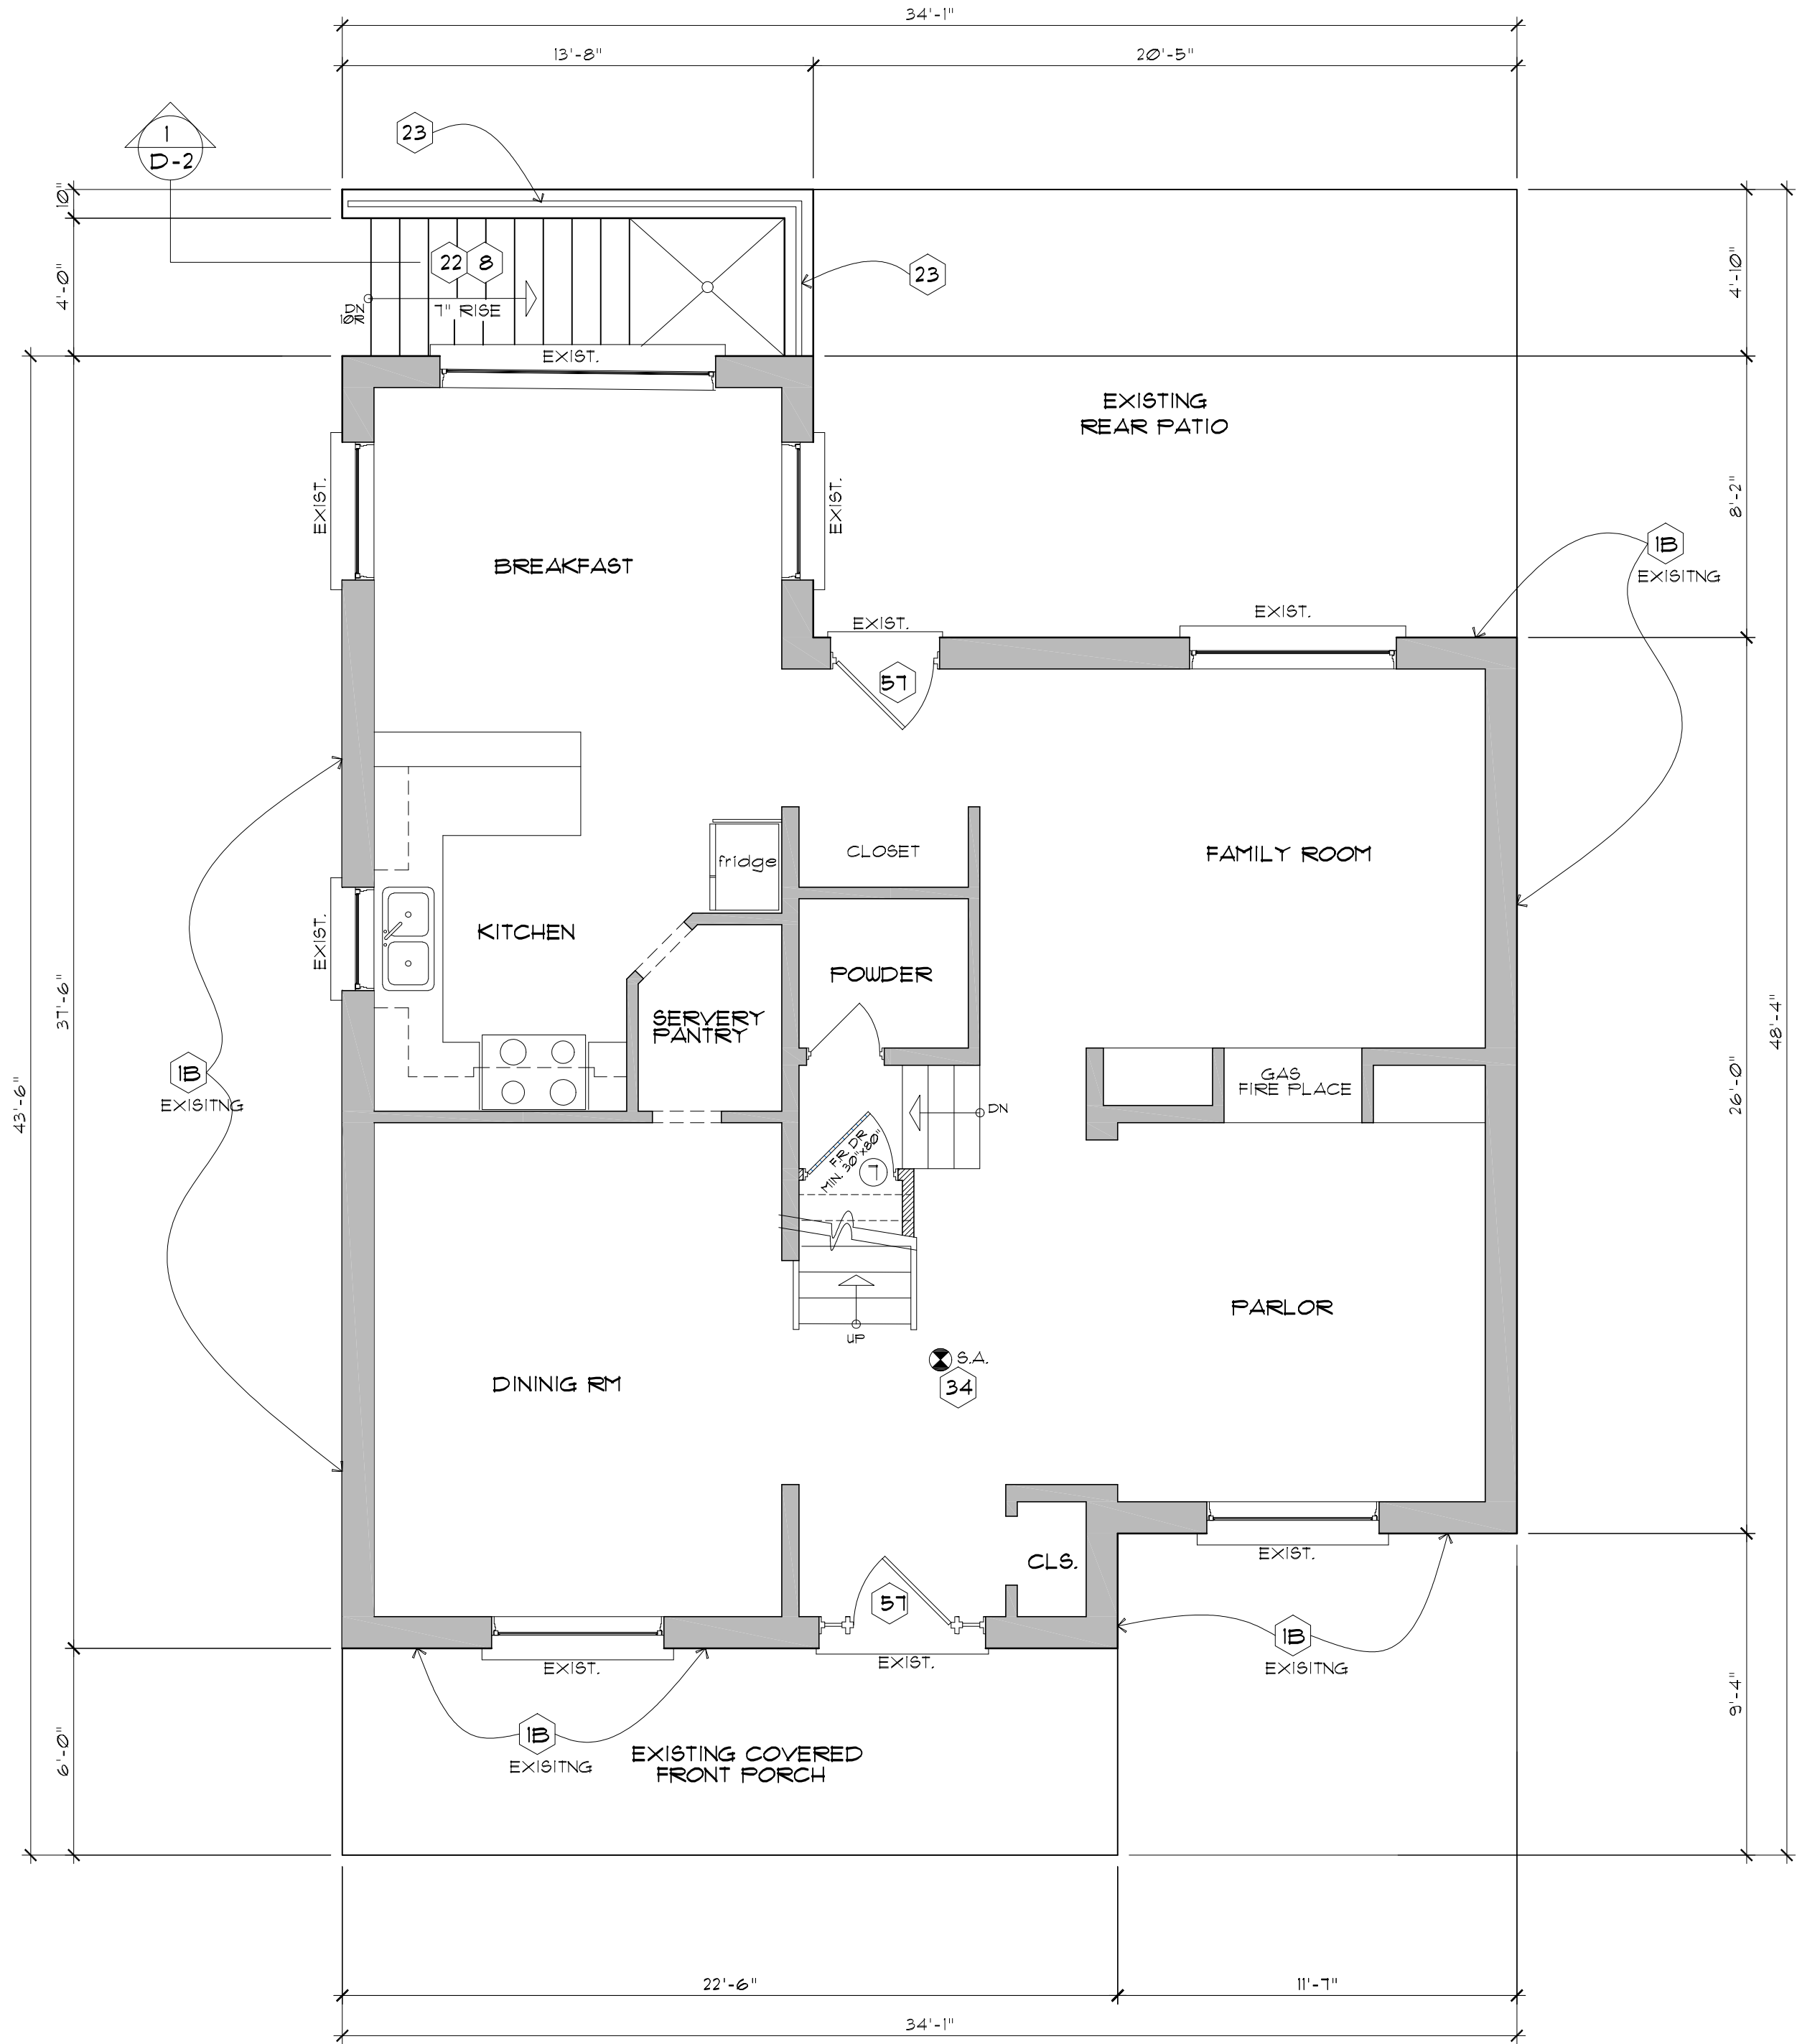 34'-1"
13'-8"
20'-5"
1
D-2
23
10"
4'-0"
22
8
23
4'-10"
7" RISE
EXIST.
EXISTING
REAR PATIO
EXIST.
EXIST.
8'-2"
1B
EXISITNG
BREAKFAST
EXIST.
EXIST.
57
fridge
CLOSET
FAMILY ROOM
EXIST.
KITCHEN
POWDER
SERVERY
PANTRY
37'-6"
48'-4"
43'-6"
1B
EXISITNG
GAS
FIRE PLACE
26'-0"
DN
F.R. DR
MIN. 30"x80"
7
UP
PARLOR
S.A.
34
DINING RM
CLS.
EXIST.
57
EXIST.
EXIST.
1B
EXISITNG
1B
EXISITNG
EXISTING COVERED
FRONT PORCH
6'-0"
9'-4"
22'-6"
11'-7"
34'-1"